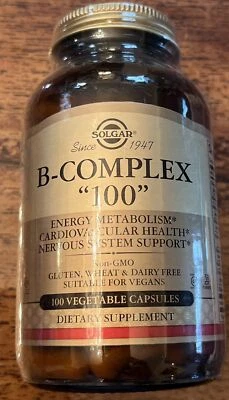 SOLGAR®
Since 1947
B-COMPLEX
"100"
ENERGY METABOLISM*
CARDIOVASCULAR HEALTH*
NERVOUS SYSTEM SUPPORT*
Non-GMO
GLUTEN, WHEAT & DAIRY FREE
SUITABLE FOR VEGANS
100 VEGETABLE CAPSULES
DIETARY SUPPLEMENT